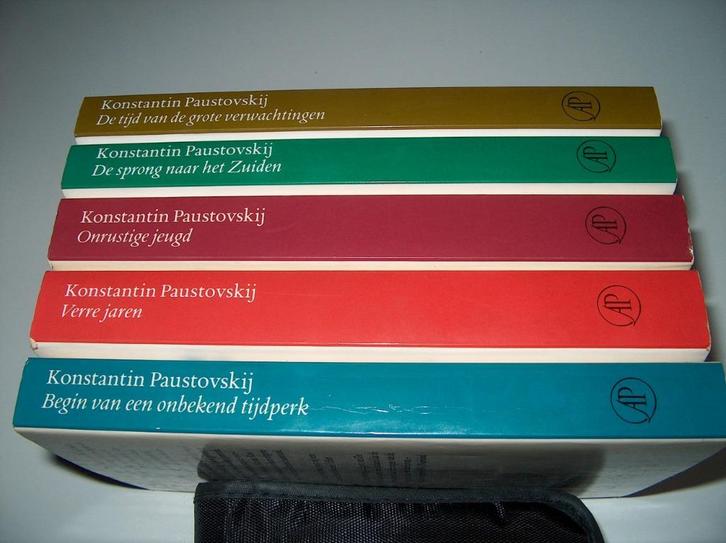 Konstantin Paustovskij
De tijd van de grote verwachtingen
AP
Konstantin Paustovskij
De sprong naar het Zuiden
AP
Konstantin Paustovskij
Onrustige jeugd
AP
Konstantin Paustovskij
Verre jaren
AP
Konstantin Paustovskij
Begin van een onbekend tijdperk
AP